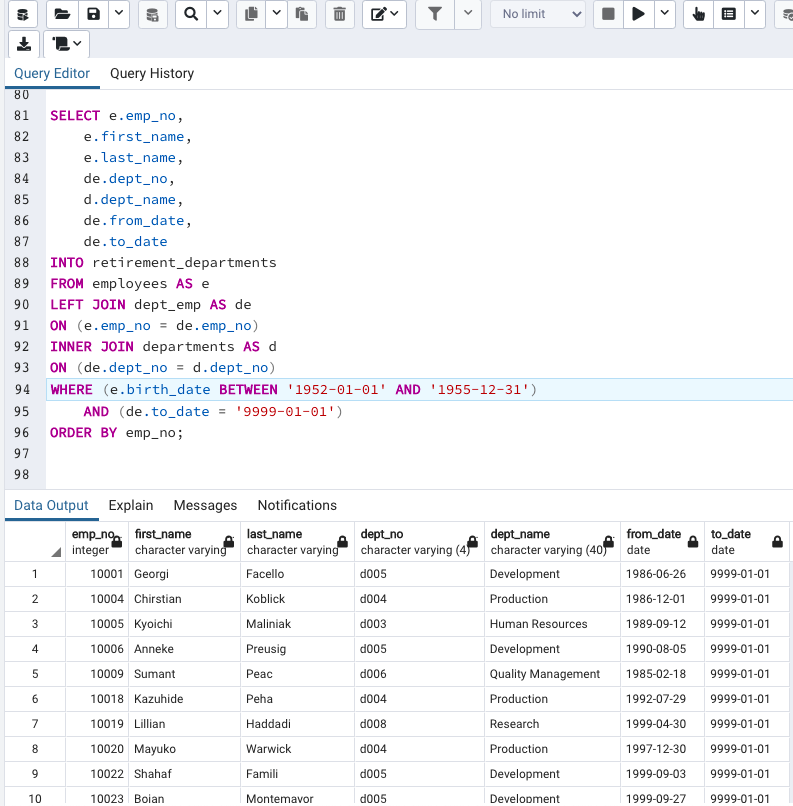 No limit
Query Editor Query History
80
81 SELECT e.emp_no,
82     e.first_name,
83     e.last_name,
84     de.dept_no,
85     d.dept_name,
86     de.from_date,
87     de.to_date
88 INTO retirement_departments
89 FROM employees AS e
90 LEFT JOIN dept_emp AS de
91 ON (e.emp_no = de.emp_no)
92 INNER JOIN departments AS d
93 ON (de.dept_no = d.dept_no)
94 WHERE (e.birth_date BETWEEN '1952-01-01' AND '1955-12-31')
95     AND (de.to_date = '9999-01-01')
96 ORDER BY emp_no;
97
98
Data Output Explain Messages Notifications
emp_no first_name last_name dept_no dept_name from_date to_date
integer character varying character varying character varying (4) character varying (40) date date
1 10001 Georgi Facello d005 Development 1986-06-26 9999-01-01
2 10004 Chirstian Koblick d004 Production 1986-12-01 9999-01-01
3 10005 Kyoichi Maliniak d003 Human Resources 1989-09-12 9999-01-01
4 10006 Anneke Preusig d005 Development 1990-08-05 9999-01-01
5 10009 Sumant Peac d006 Quality Management 1985-02-18 9999-01-01
6 10018 Kazuhide Peha d004 Production 1992-07-29 9999-01-01
7 10019 Lillian Haddadi d008 Research 1999-04-30 9999-01-01
8 10020 Mayuko Warwick d004 Production 1997-12-30 9999-01-01
9 10022 Shahaf Famili d005 Development 1999-09-03 9999-01-01
10 10023 Bojan Montemayor d005 Development 1999-09-27 9999-01-01